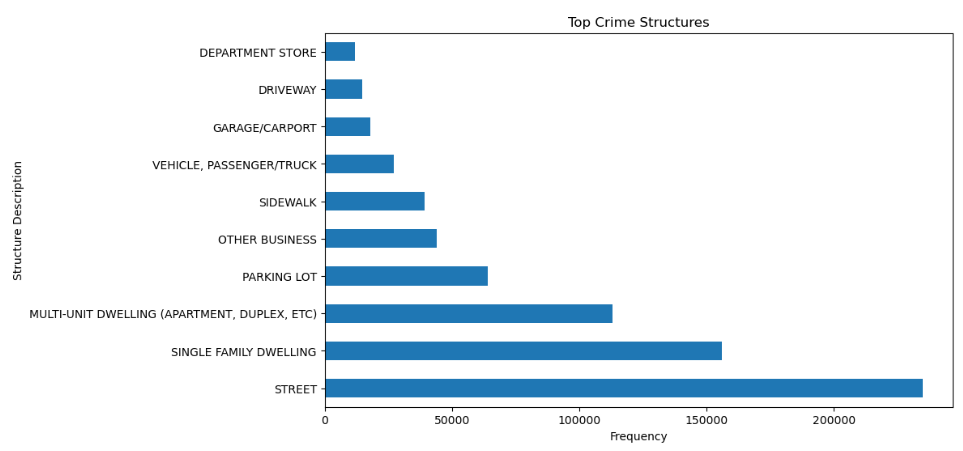 Top Crime Structures
DEPARTMENT STORE
DRIVEWAY
GARAGE/CARPORT
VEHICLE, PASSENGER/TRUCK
SIDEWALK
OTHER BUSINESS
PARKING LOT
MULTI-UNIT DWELLING (APARTMENT, DUPLEX, ETC)
SINGLE FAMILY DWELLING
STREET
Structure Description
0 50000 100000 150000 200000
Frequency